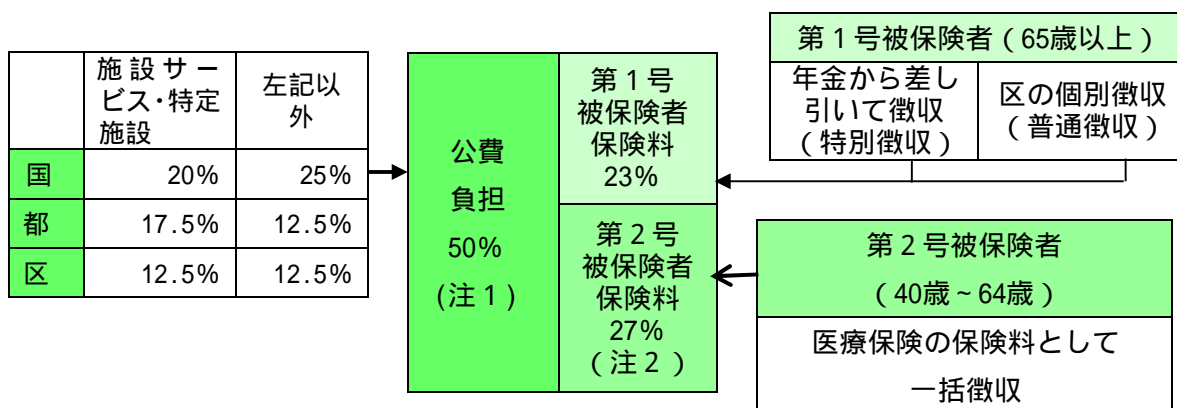 施設サー
ビス・特定
施設
左記以
外
国 20% 25%
都 17.5% 12.5%
区 12.5% 12.5%
公費
負担
50%
(注1)
第1号
被保険者
保険料
23%
第2号
被保険者
保険料
27%
(注2)
第1号被保険者(65歳以上)
年金から差し
引いて徴収
(特別徴収)
区の個別徴収
(普通徴収)
第2号被保険者
(40歳~64歳)
医療保険の保険料として
一括徴収